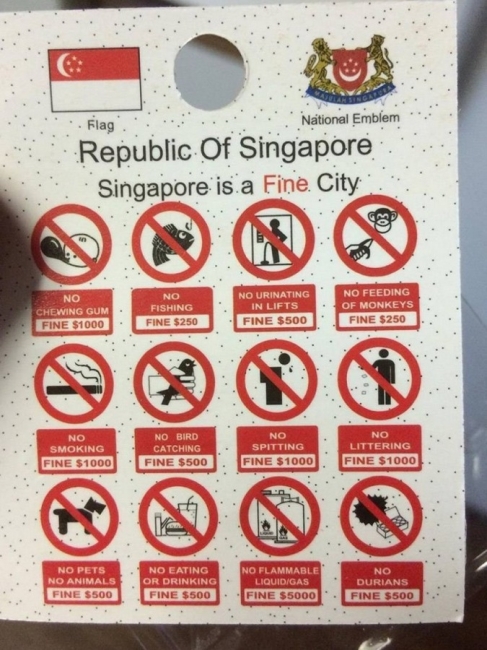 MAJULAH SINGAPURA
Flag
National Emblem
Republic Of Singapore
Singapore is a Fine City
NO
CHEWING GUM
FINE $1000
NO
FISHING
FINE $250
NO URINATING
IN LIFTS
FINE $500
NO FEEDING
OF MONKEYS
FINE $250
NO
SMOKING
FINE $1000
NO BIRD
CATCHING
FINE $500
NO
SPITTING
FINE $1000
NO
LITTERING
FINE $1000
NO PETS
NO ANIMALS
FINE $500
NO EATING
OR DRINKING
FINE $500
NO FLAMMABLE
LIQUID/GAS
FINE $5000
NO
DURIANS
FINE $500